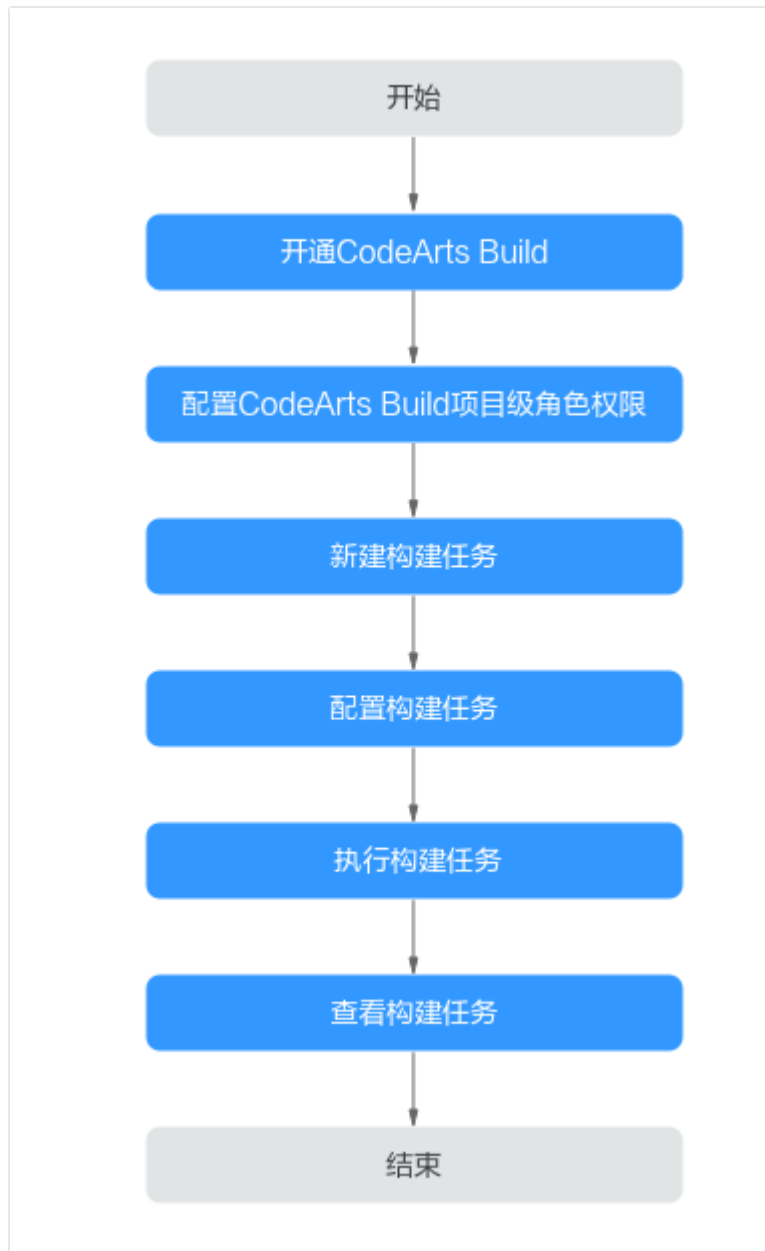 开始
开通CodeArts Build
配置CodeArts Build项目级角色权限
新建构建任务
配置构建任务
执行构建任务
查看构建任务
结束